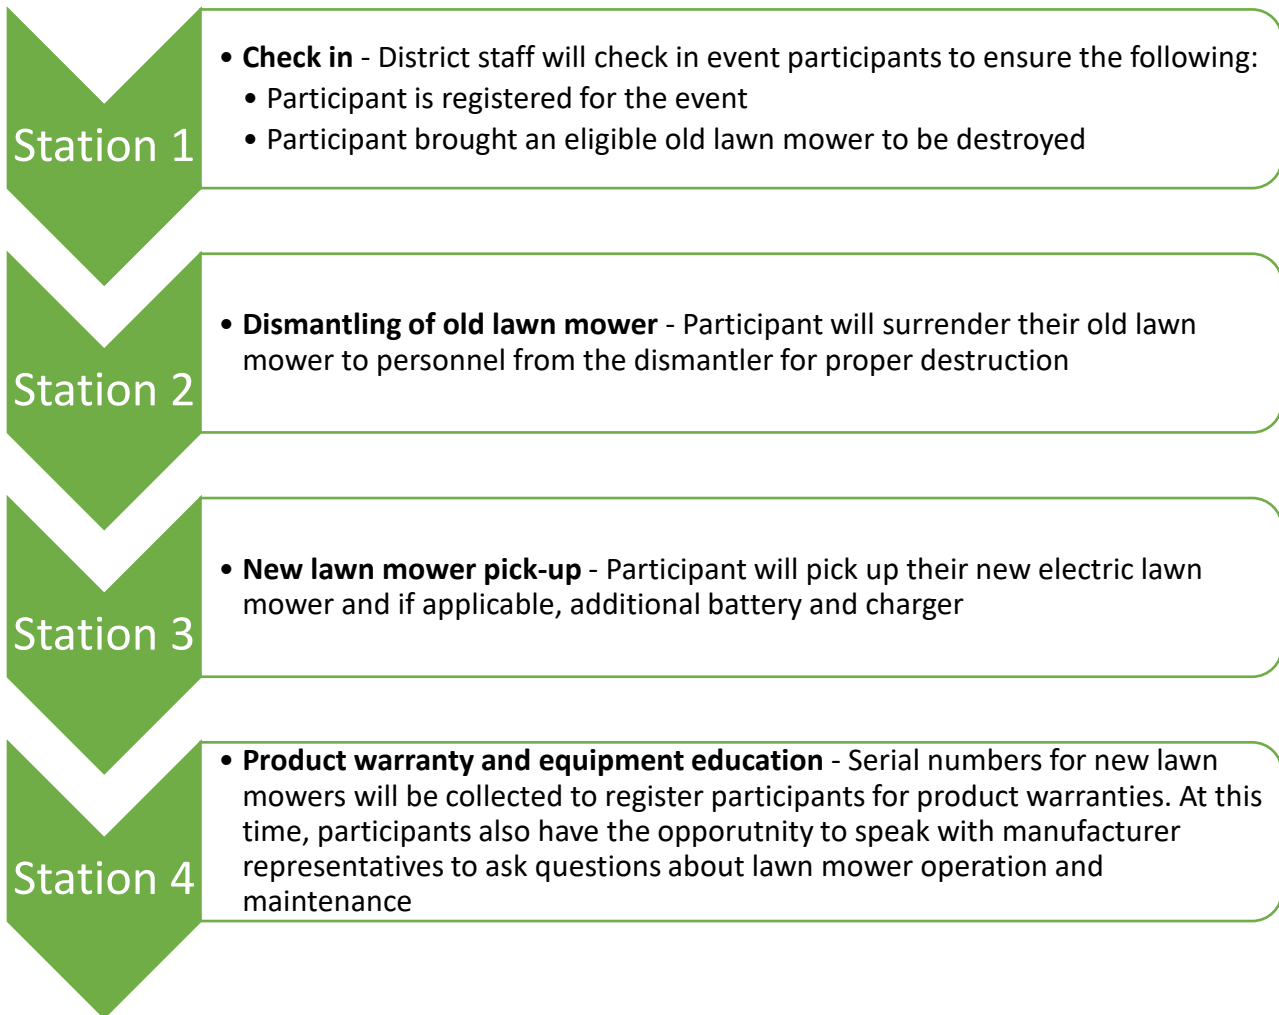 Station 1
• Check in - District staff will check in event participants to ensure the following:
• Participant is registered for the event
• Participant brought an eligible old lawn mower to be destroyed
Station 2
• Dismantling of old lawn mower - Participant will surrender their old lawn
mower to personnel from the dismantler for proper destruction
Station 3
• New lawn mower pick-up - Participant will pick up their new electric lawn
mower and if applicable, additional battery and charger
Station 4
• Product warranty and equipment education - Serial numbers for new lawn
mowers will be collected to register participants for product warranties. At this
time, participants also have the opporutnity to speak with manufacturer
representatives to ask questions about lawn mower operation and
maintenance